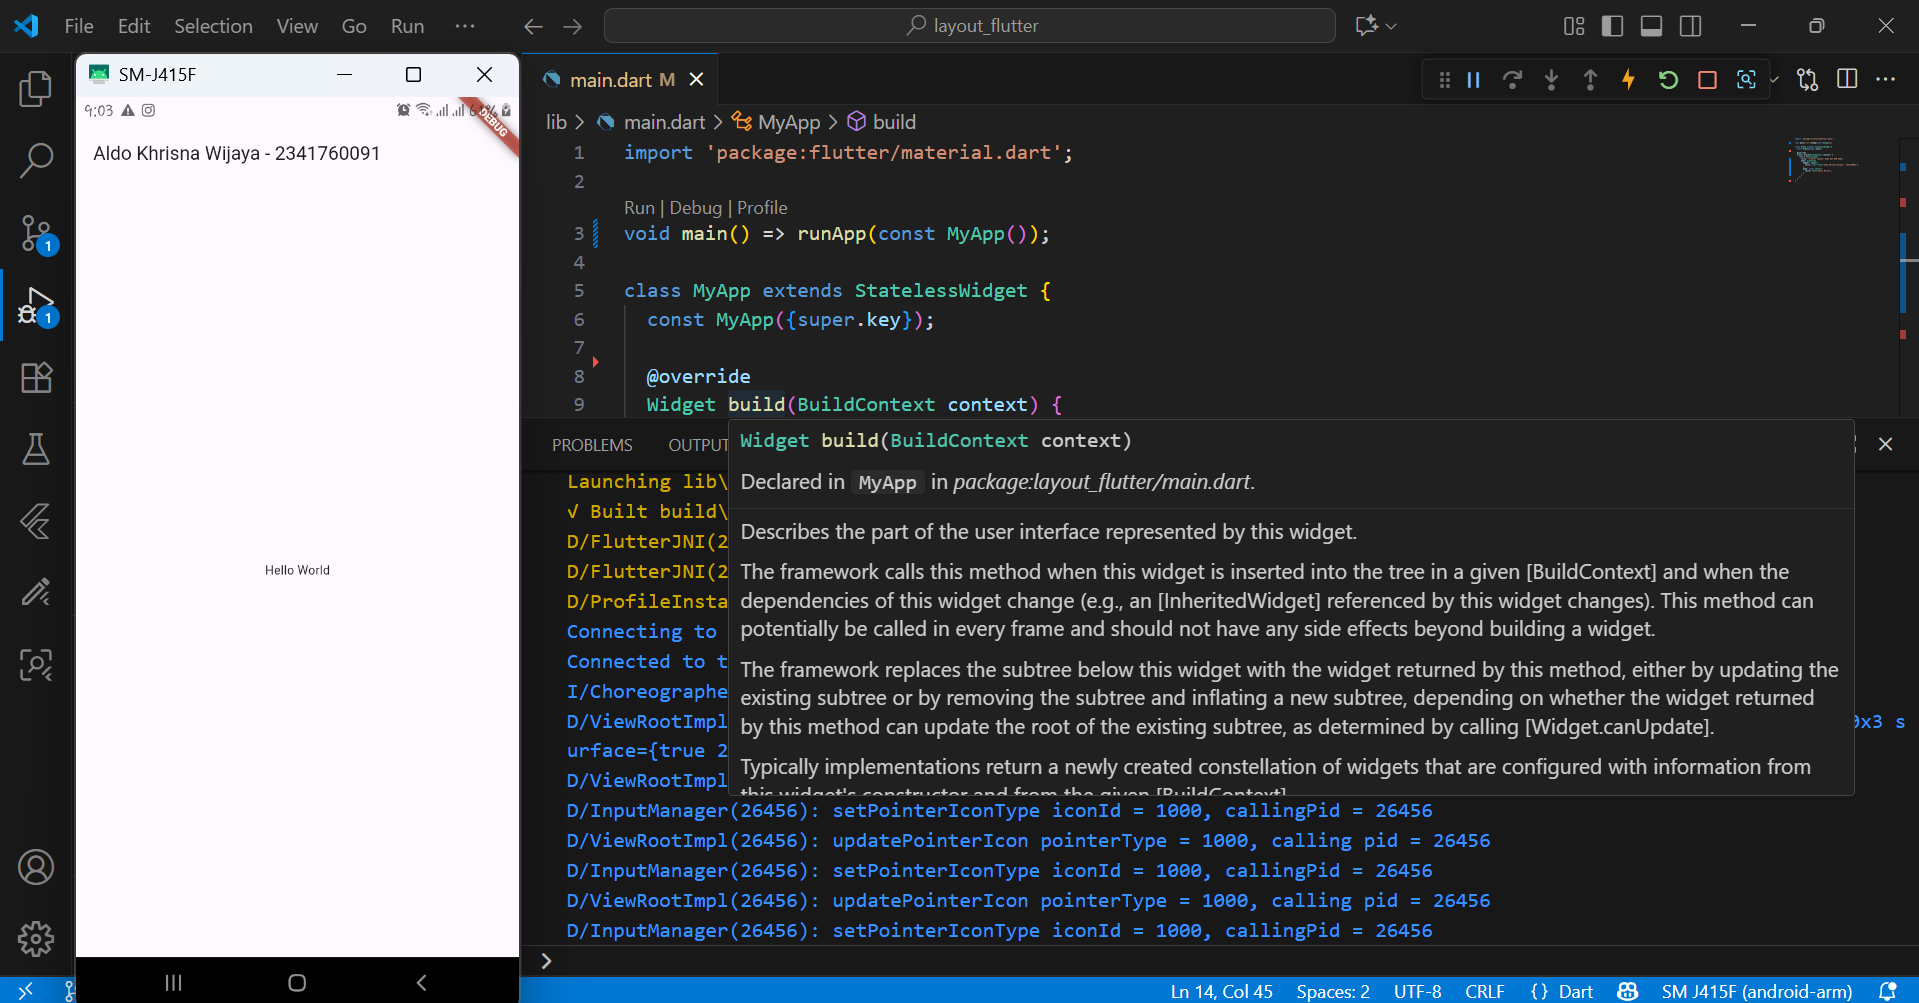 File Edit Selection View Go Run ··· layout_flutter
SM-J415F
9:03
DEBUG
Aldo Khrisna Wijaya - 2341760091
Hello World
1
1
main.dart M
lib > main.dart > MyApp > build
1 import 'package:flutter/material.dart';
2
Run | Debug | Profile
3 void main() => runApp(const MyApp());
4
5 class MyApp extends StatelessWidget {
6 const MyApp({super.key});
7
8 @override
9 Widget build(BuildContext context) {
PROBLEMS OUTPUT
Widget build(BuildContext context)
Declared in MyApp in package:layout_flutter/main.dart.
Describes the part of the user interface represented by this widget.
The framework calls this method when this widget is inserted into the tree in a given [BuildContext] and when the
dependencies of this widget change (e.g., an [InheritedWidget] referenced by this widget changes). This method can
potentially be called in every frame and should not have any side effects beyond building a widget.
The framework replaces the subtree below this widget with the widget returned by this method, either by updating the
existing subtree or by removing the subtree and inflating a new subtree, depending on whether the widget returned
by this method can update the root of the existing subtree, as determined by calling [Widget.canUpdate].
Typically implementations return a newly created constellation of widgets that are configured with information from
this widget's constructor and from the given [BuildContext]
Launching lib\
√ Built build\
D/FlutterJNI(2
D/FlutterJNI(2
D/ProfileInsta
Connecting to
Connected to t
I/Choreographe
D/ViewRootImpl
0x3 s
urface={true 2
D/ViewRootImpl
D/InputManager(26456): setPointerIconType iconId = 1000, callingPid = 26456
D/ViewRootImpl(26456): updatePointerIcon pointerType = 1000, calling pid = 26456
D/InputManager(26456): setPointerIconType iconId = 1000, callingPid = 26456
D/ViewRootImpl(26456): updatePointerIcon pointerType = 1000, calling pid = 26456
D/InputManager(26456): setPointerIconType iconId = 1000, callingPid = 26456
>
Ln 14, Col 45 Spaces: 2 UTF-8 CRLF {} Dart SM J415F (android-arm)